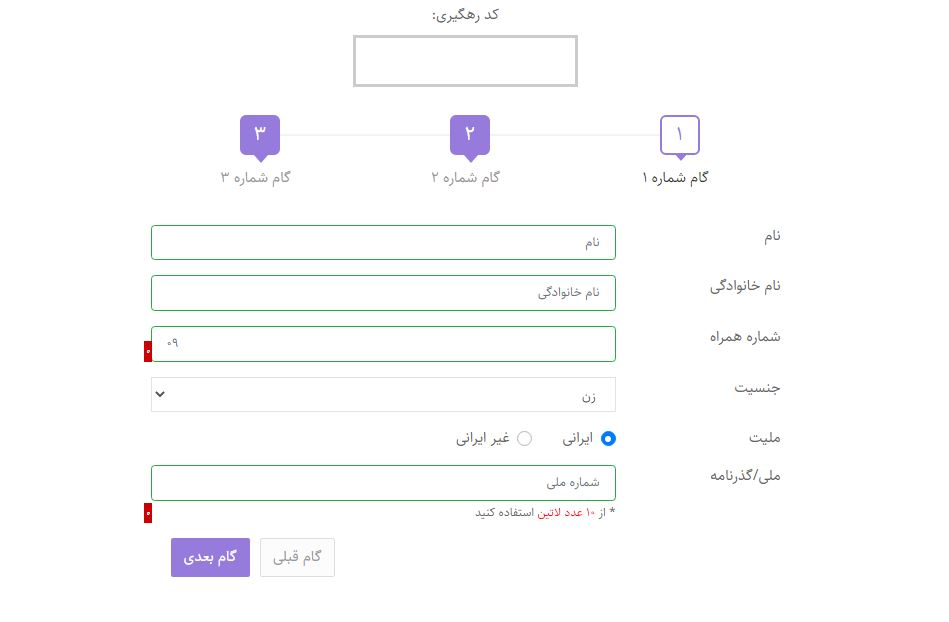 کد رهگیری:
۱ ۲ ۳
گام شماره ۱ گام شماره ۲ گام شماره ۳
نام نام
نام خانوادگی نام خانوادگی
شماره همراه ۰۹ ۰
جنسیت زن
ملیت ایرانی غیر ایرانی
ملی/گذرنامه شماره ملی
* از ۱۰ عدد لاتین استفاده کنید ۰
گام قبلی گام بعدی